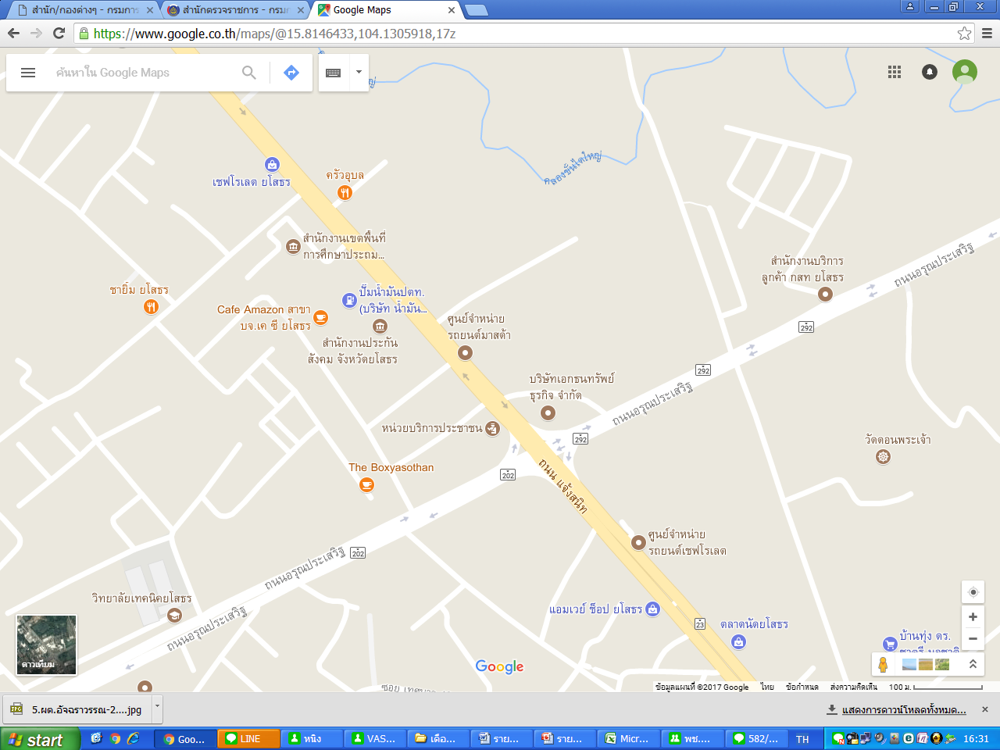 สำนัก/กองต่างๆ - กรมการ
สำนักตรวจราชการ - กรมก
Google Maps
https://www.google.co.th/maps/@15.8146433,104.1305918,17z
ค้นหาใน Google Maps
คลองชั้นไดใหญ่
เชฟโรเลต ยโสธร
ครัวอุบล
สำนักงานเขตพื้นที่
การศึกษาประถม...
ถนนอรุณประเสริฐ
สำนักงานบริการ
ลูกค้า กสท ยโสธร
ชายิ้ม ยโสธร
ปั๊มน้ำมันปตท.
(บริษัท น้ำมัน...
Cafe Amazon สาขา
บจ.เค ซี ยโสธร
ศูนย์จำหน่าย
รถยนต์มาสด้า
292
สำนักงานประกัน
สังคม จังหวัดยโสธร
292
บริษัทเอกธนทรัพย์
ธุรกิจ จำกัด
ถนนอรุณประเสริฐ
หน่วยบริการประชาชน
292
วัดดอนพระเจ้า
The Boxyasothan
202
ถนน แจ้งสนิท
ศูนย์จำหน่าย
รถยนต์เชฟโรเลต
202
ถนนอรุณประเสริฐ
วิทยาลัยเทคนิคยโสธร
แอมเวย์ ช็อป ยโสธร
23
ตลาดนัดยโสธร
ถนนอรุณประเสริฐ
บ้านทุ่ง ดร.
ดาวเทียม
Google
ข้อมูลแผนที่ ©2017 Google ไทย ข้อกำหนด ส่งความคิดเห็น 100 ม.
5.ผต.อัจฉราวรรณ-2....jpg
แสดงการดาวน์โหลดทั้งหมด...
start
Goo...
LINE
หนิง
VAS...
เดือ...
ราย...
ราย...
Micr...
พช....
582/...
TH
16:31